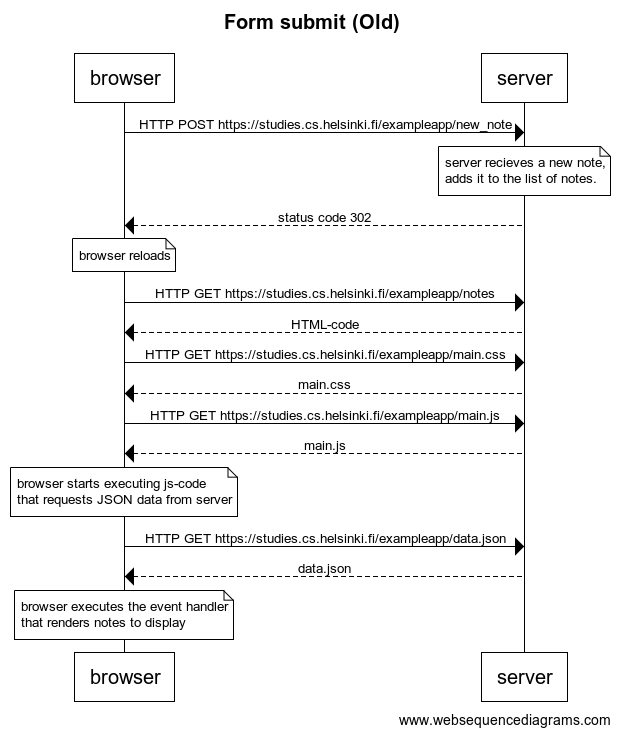 Form submit (Old)
browser
server
HTTP POST https://studies.cs.helsinki.fi/exampleapp/new_note
server recieves a new note,
adds it to the list of notes.
status code 302
browser reloads
HTTP GET https://studies.cs.helsinki.fi/exampleapp/notes
HTML-code
HTTP GET https://studies.cs.helsinki.fi/exampleapp/main.css
main.css
HTTP GET https://studies.cs.helsinki.fi/exampleapp/main.js
main.js
browser starts executing js-code
that requests JSON data from server
HTTP GET https://studies.cs.helsinki.fi/exampleapp/data.json
data.json
browser executes the event handler
that renders notes to display
browser
server
www.websequencediagrams.com